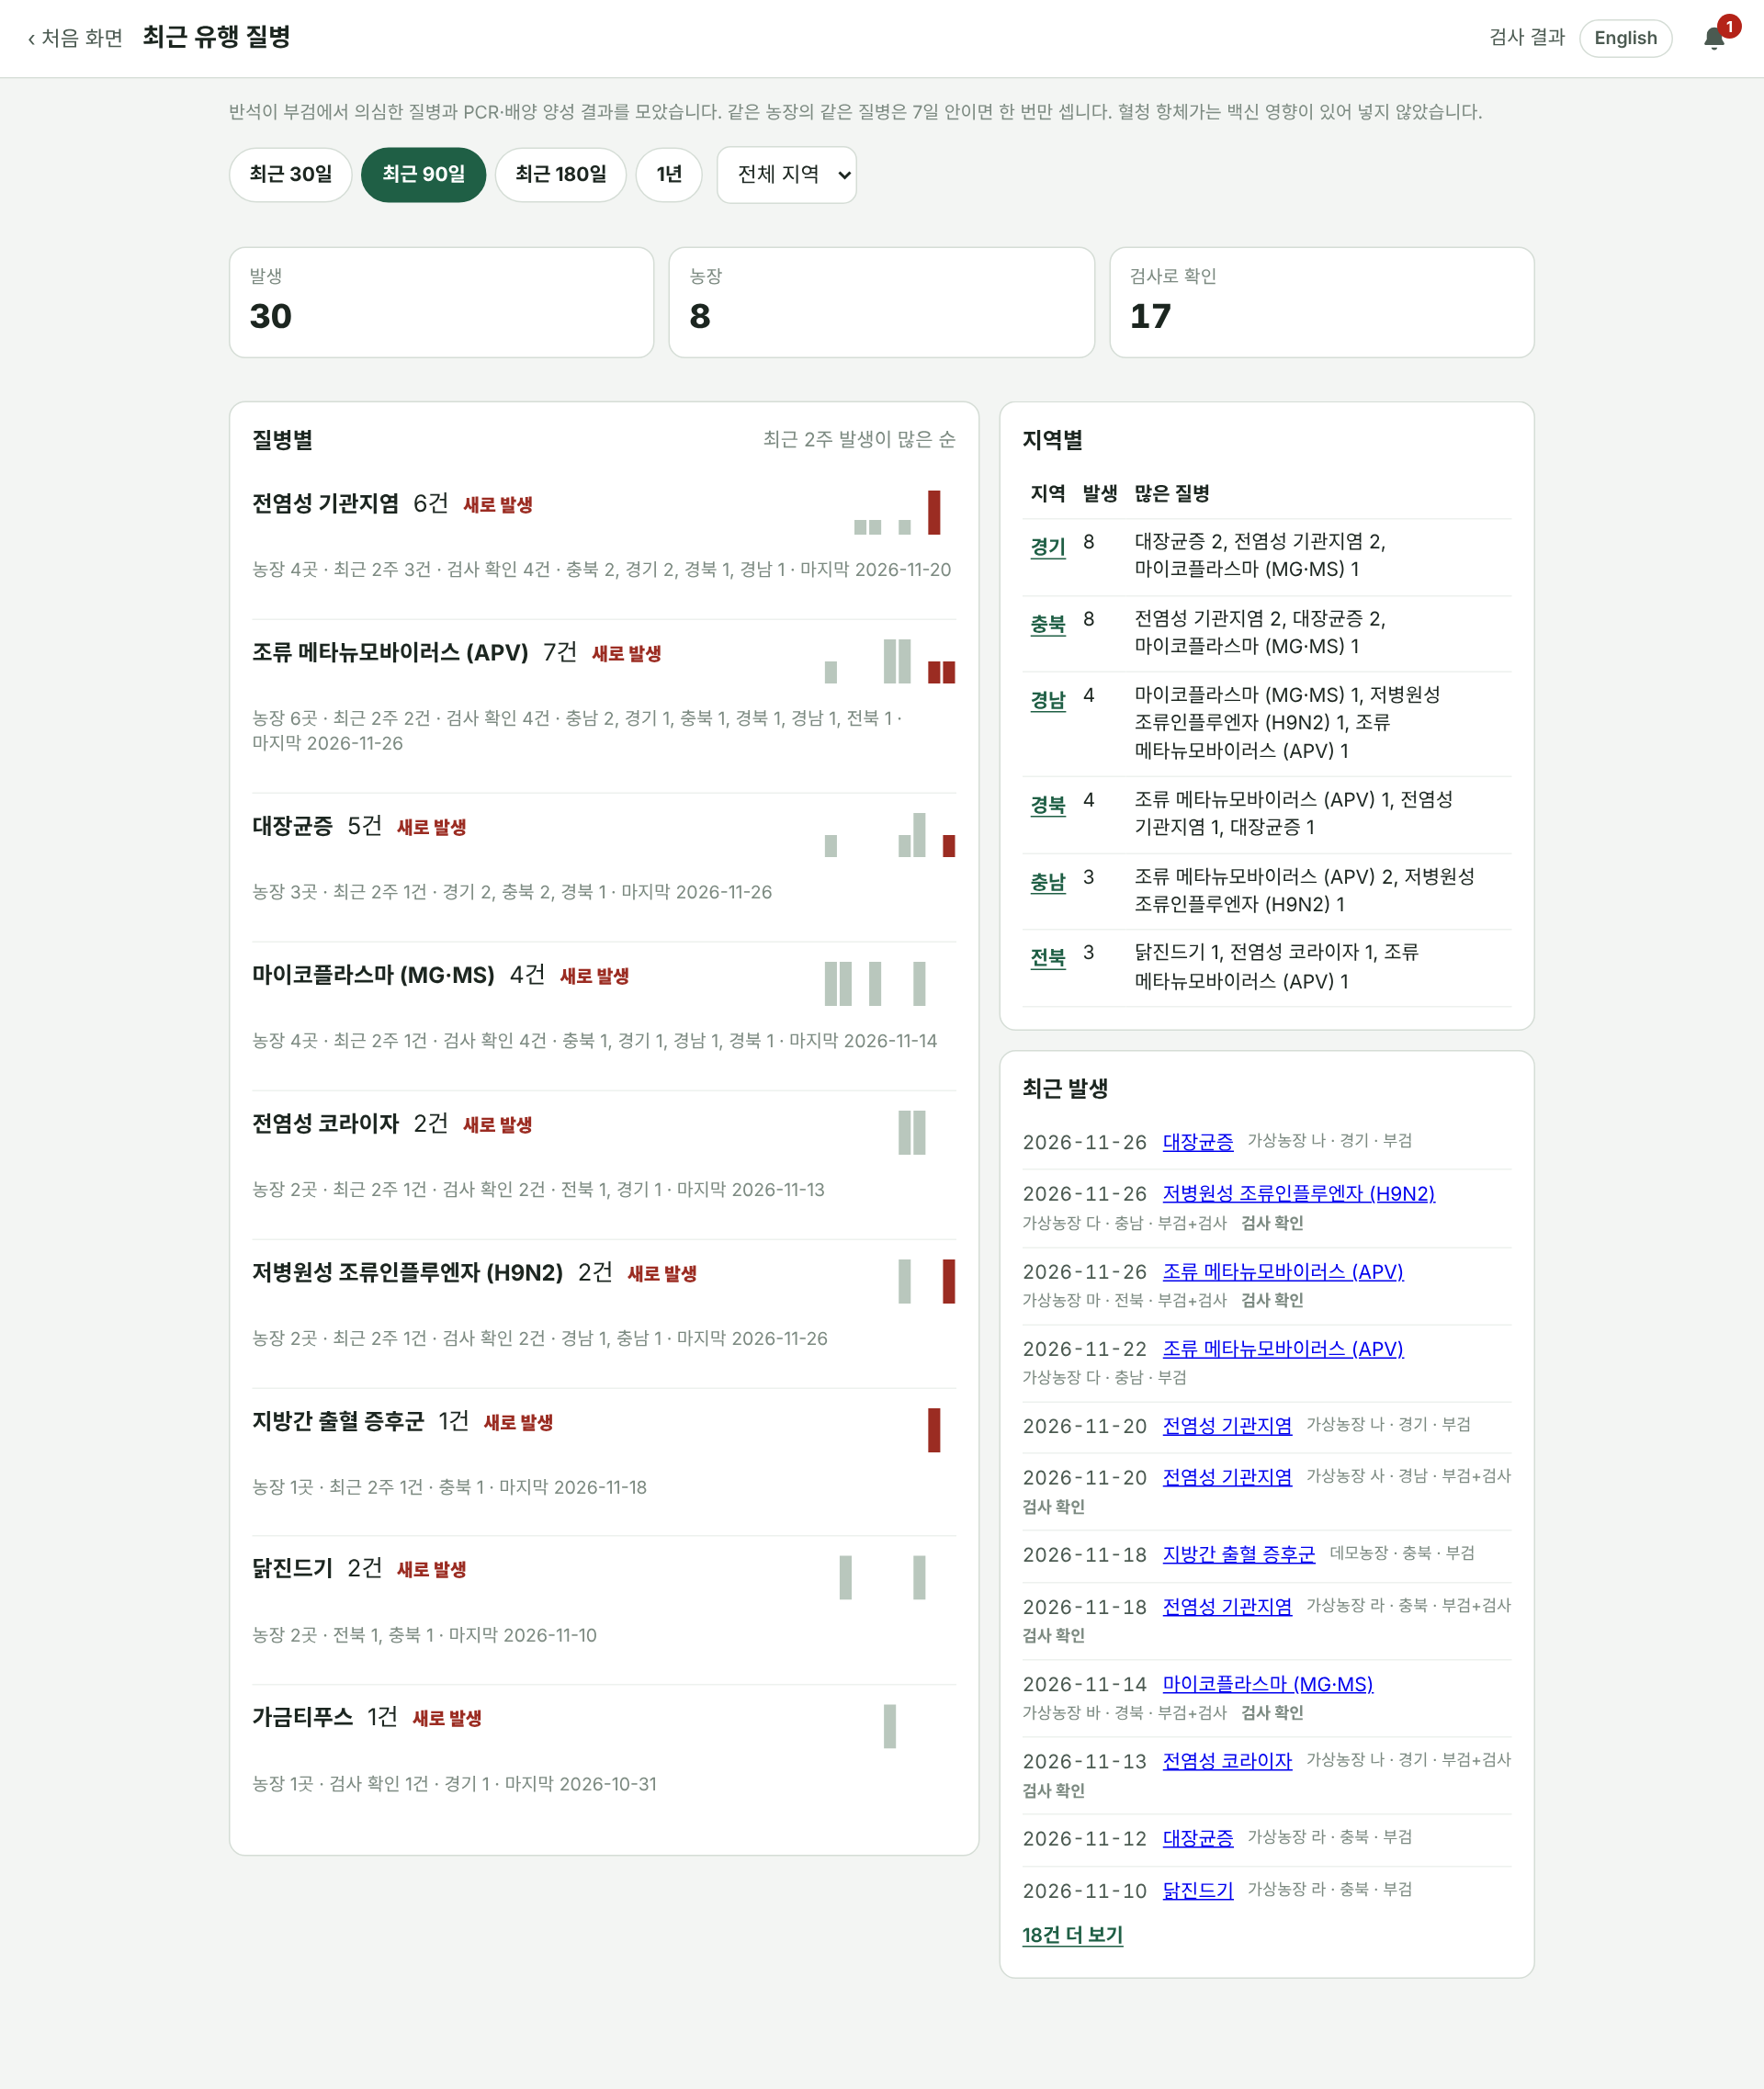 ‹ 처음 화면 최근 유행 질병 검사 결과 English 1
반석이 부검에서 의심한 질병과 PCR·배양 양성 결과를 모았습니다. 같은 농장의 같은 질병은 7일 안이면 한 번만 셉니다. 혈청 항체가는 백신 영향이 있어 넣지 않았습니다.
최근 30일 최근 90일 최근 180일 1년 전체 지역
발생
30
농장
8
검사로 확인
17
질병별 최근 2주 발생이 많은 순
전염성 기관지염 6건 새로 발생
농장 4곳 · 최근 2주 3건 · 검사 확인 4건 · 충북 2, 경기 2, 경북 1, 경남 1 · 마지막 2026-11-20
조류 메타뉴모바이러스 (APV) 7건 새로 발생
농장 6곳 · 최근 2주 2건 · 검사 확인 4건 · 충남 2, 경기 1, 충북 1, 경북 1, 경남 1, 전북 1 ·
마지막 2026-11-26
대장균증 5건 새로 발생
농장 3곳 · 최근 2주 1건 · 경기 2, 충북 2, 경북 1 · 마지막 2026-11-26
마이코플라스마 (MG·MS) 4건 새로 발생
농장 4곳 · 최근 2주 1건 · 검사 확인 4건 · 충북 1, 경기 1, 경남 1, 경북 1 · 마지막 2026-11-14
전염성 코라이자 2건 새로 발생
농장 2곳 · 최근 2주 1건 · 검사 확인 2건 · 전북 1, 경기 1 · 마지막 2026-11-13
저병원성 조류인플루엔자 (H9N2) 2건 새로 발생
농장 2곳 · 최근 2주 1건 · 검사 확인 2건 · 경남 1, 충남 1 · 마지막 2026-11-26
지방간 출혈 증후군 1건 새로 발생
농장 1곳 · 최근 2주 1건 · 충북 1 · 마지막 2026-11-18
닭진드기 2건 새로 발생
농장 2곳 · 전북 1, 충북 1 · 마지막 2026-11-10
가금티푸스 1건 새로 발생
농장 1곳 · 검사 확인 1건 · 경기 1 · 마지막 2026-10-31
지역별
지역 발생 많은 질병
경기 8 대장균증 2, 전염성 기관지염 2,
마이코플라스마 (MG·MS) 1
충북 8 전염성 기관지염 2, 대장균증 2,
마이코플라스마 (MG·MS) 1
경남 4 마이코플라스마 (MG·MS) 1, 저병원성
조류인플루엔자 (H9N2) 1, 조류
메타뉴모바이러스 (APV) 1
경북 4 조류 메타뉴모바이러스 (APV) 1, 전염성
기관지염 1, 대장균증 1
충남 3 조류 메타뉴모바이러스 (APV) 2, 저병원성
조류인플루엔자 (H9N2) 1
전북 3 닭진드기 1, 전염성 코라이자 1, 조류
메타뉴모바이러스 (APV) 1
최근 발생
2026-11-26 대장균증 가상농장 나 · 경기 · 부검
2026-11-26 저병원성 조류인플루엔자 (H9N2)
가상농장 다 · 충남 · 부검+검사 검사 확인
2026-11-26 조류 메타뉴모바이러스 (APV)
가상농장 마 · 전북 · 부검+검사 검사 확인
2026-11-22 조류 메타뉴모바이러스 (APV)
가상농장 다 · 충남 · 부검
2026-11-20 전염성 기관지염 가상농장 나 · 경기 · 부검
2026-11-20 전염성 기관지염 가상농장 사 · 경남 · 부검+검사
검사 확인
2026-11-18 지방간 출혈 증후군 데모농장 · 충북 · 부검
2026-11-18 전염성 기관지염 가상농장 라 · 충북 · 부검+검사
검사 확인
2026-11-14 마이코플라스마 (MG·MS)
가상농장 바 · 경북 · 부검+검사 검사 확인
2026-11-13 전염성 코라이자 가상농장 나 · 경기 · 부검+검사
검사 확인
2026-11-12 대장균증 가상농장 라 · 충북 · 부검
2026-11-10 닭진드기 가상농장 라 · 충북 · 부검
18건 더 보기